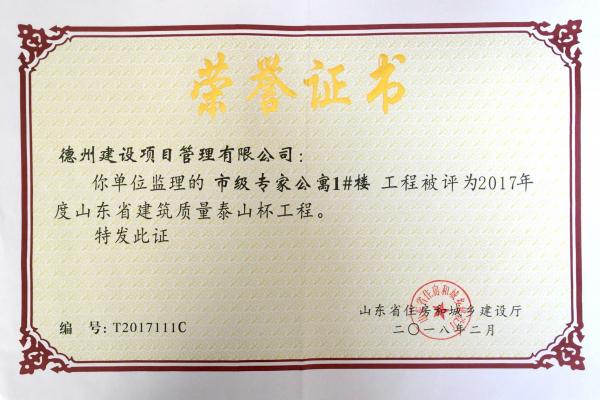 荣誉证书
德州建设项目管理有限公司：
你单位监理的 市级专家公寓1#楼 工程被评为2017年
度山东省建筑质量泰山杯工程。
特发此证
山东省住房和城乡建设厅
编 号：T2017111C
二〇一八年二月